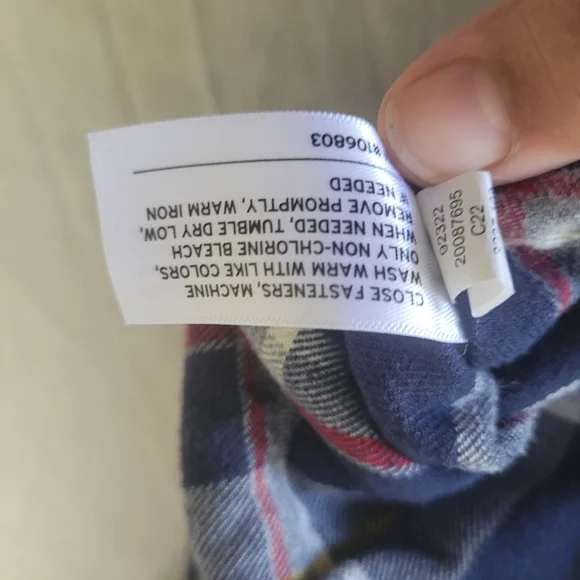 CLOSE FASTENERS, MACHINE
WASH WARM WITH LIKE COLORS,
ONLY NON-CHLORINE BLEACH
WHEN NEEDED, TUMBLE DRY LOW,
REMOVE PROMPTLY, WARM IRON
IF NEEDED
#106803
92322
20087695
C22